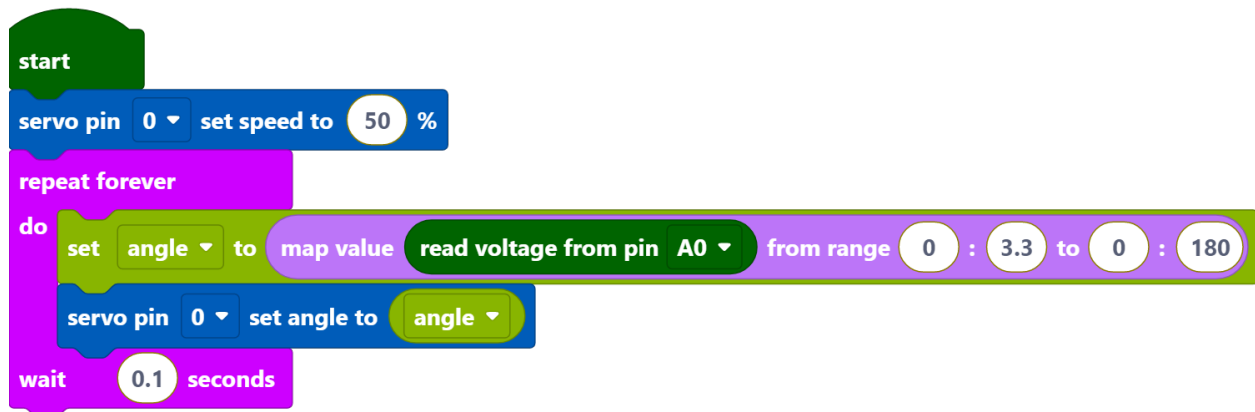 start
servo pin 0 set speed to 50 %
repeat forever
do
set angle to map value read voltage from pin A0 from range 0 : 3.3 to 0 : 180
servo pin 0 set angle to angle
wait 0.1 seconds